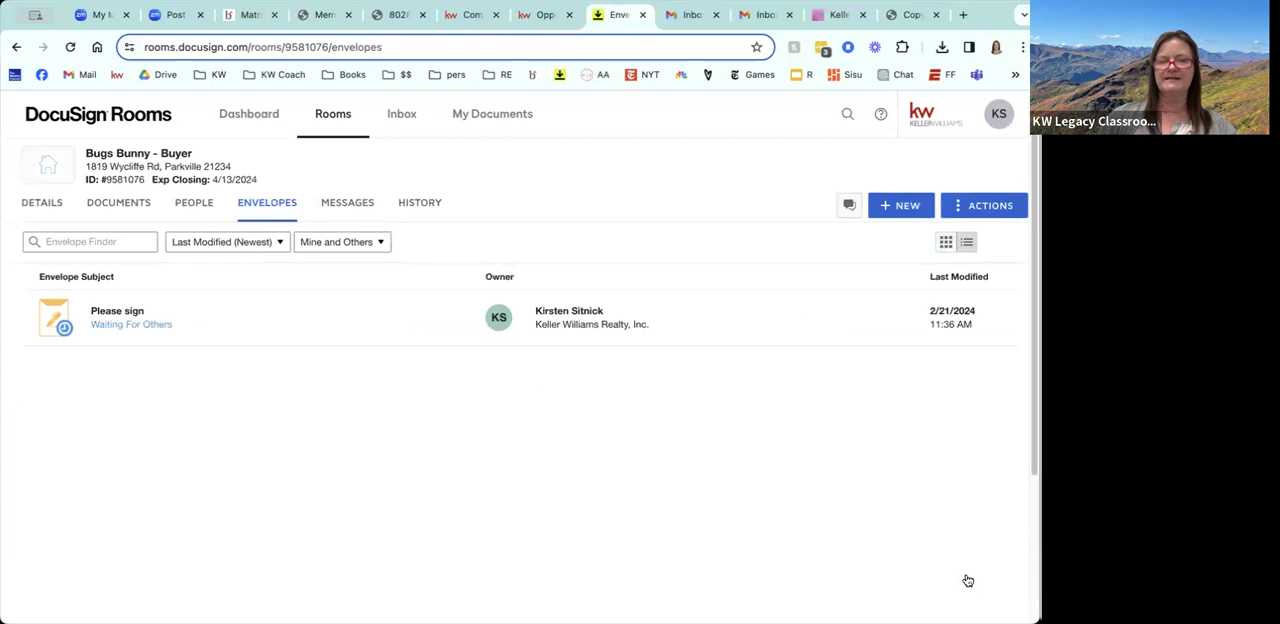 My M
Post
Matr
Mem
8028
Com
Opp
Enve
Inbo
Inbo
Kelle
Copy
rooms.docusign.com/rooms/9581076/envelopes
3
Mail
kw
Drive
KW
KW Coach
Books
$$
pers
RE
AA
NYT
Games
R
Sisu
Chat
FF
DocuSign Rooms
Dashboard
Rooms
Inbox
My Documents
kw
KELLERWILLIAMS
KS
Bugs Bunny - Buyer
1819 Wycliffe Rd, Parkville 21234
ID: #9581076 Exp Closing: 4/13/2024
DETAILS
DOCUMENTS
PEOPLE
ENVELOPES
MESSAGES
HISTORY
+ NEW
ACTIONS
Envelope Finder
Last Modified (Newest)
Mine and Others
Envelope Subject
Owner
Last Modified
Please sign
Waiting For Others
KS
Kirsten Sitnick
Keller Williams Realty, Inc.
2/21/2024
11:36 AM
KW Legacy Classroo...